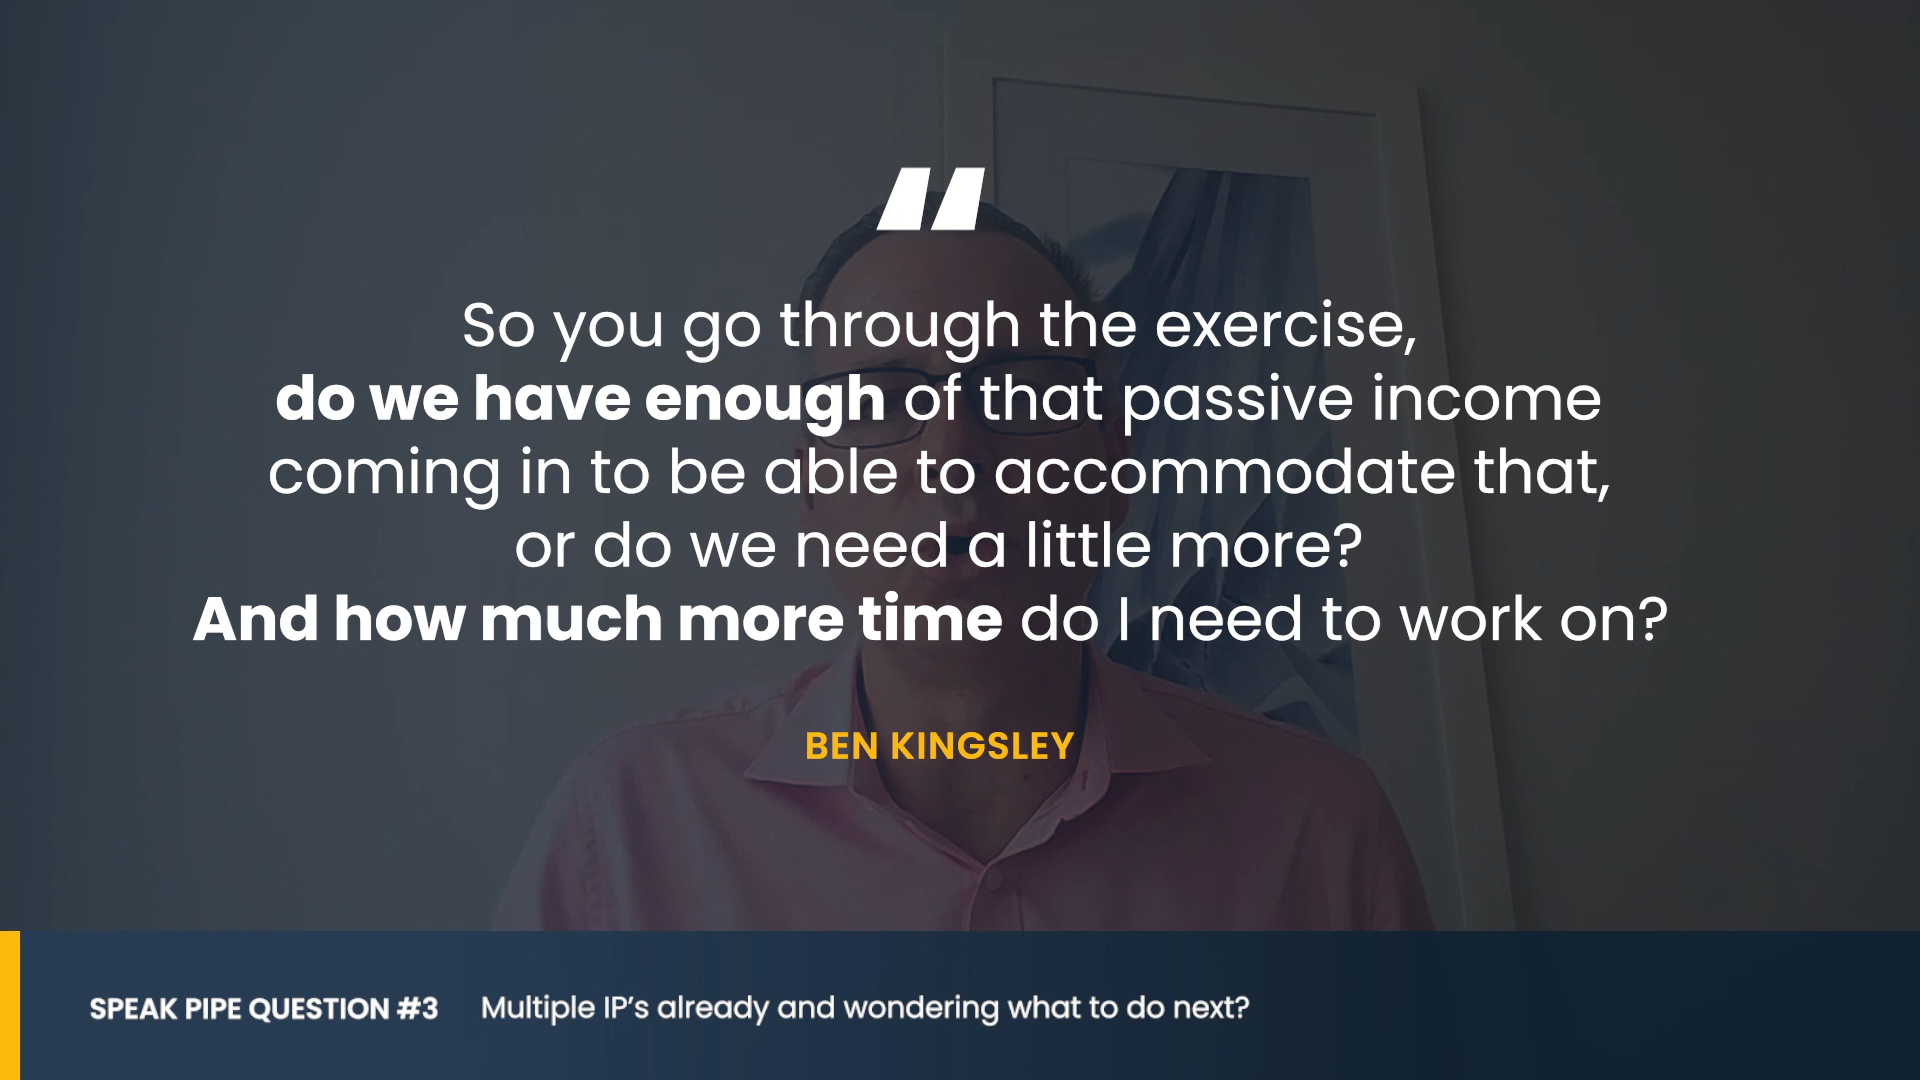 “
So you go through the exercise,
do we have enough of that passive income
coming in to be able to accommodate that,
or do we need a little more?
And how much more time do I need to work on?
BEN KINGSLEY
SPEAK PIPE QUESTION #3 Multiple IP’s already and wondering what to do next?